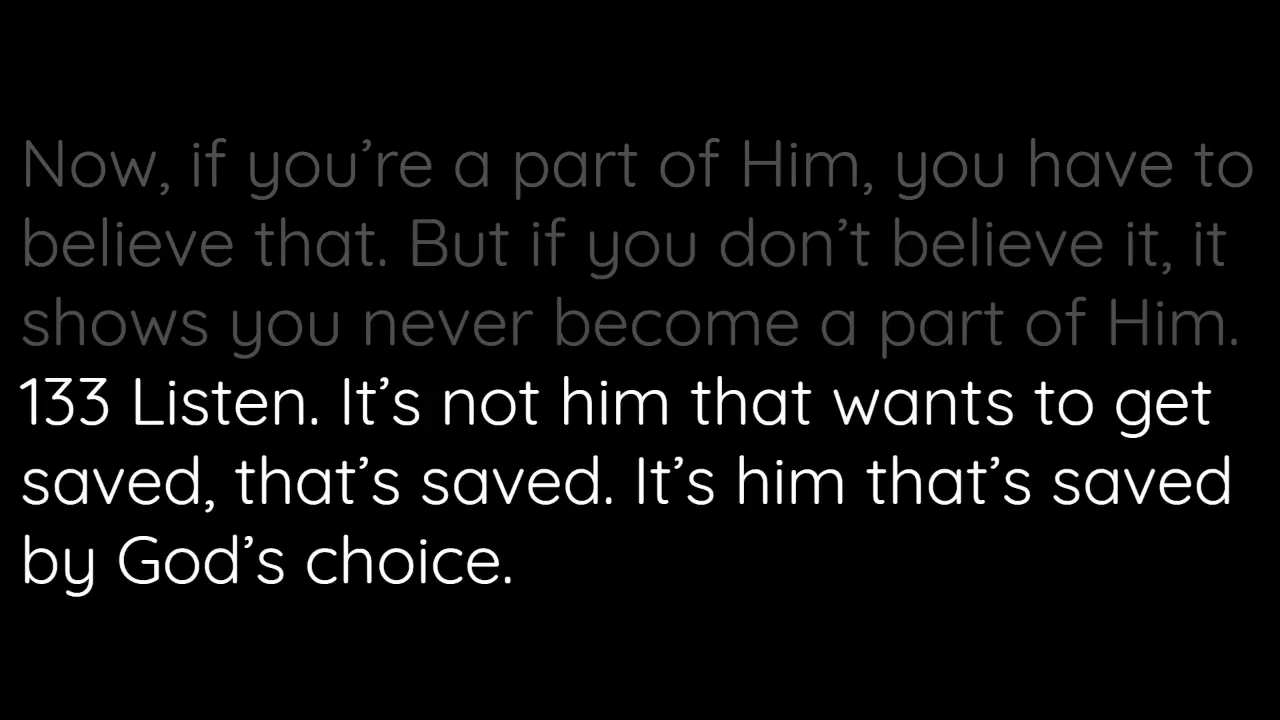 Now, if you’re a part of Him, you have to
believe that. But if you don’t believe it, it
shows you never become a part of Him.
133 Listen. It’s not him that wants to get
saved, that’s saved. It’s him that’s saved
by God’s choice.